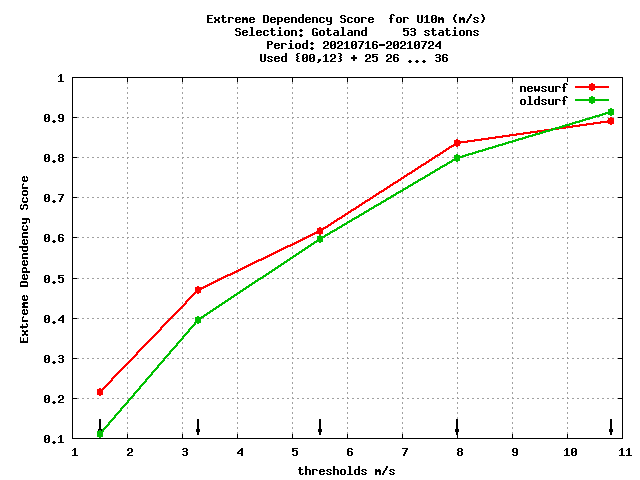 Extreme Dependency Score  for U10m (m/s)
Selection: Gotaland     53 stations
Period: 20210716-20210724
Used {00,12} + 25 26 ... 36
newsurf
oldsurf
1
0.9
0.8
0.7
0.6
0.5
0.4
0.3
0.2
0.1
Extreme Dependency Score
1 2 3 4 5 6 7 8 9 10 11
thresholds m/s